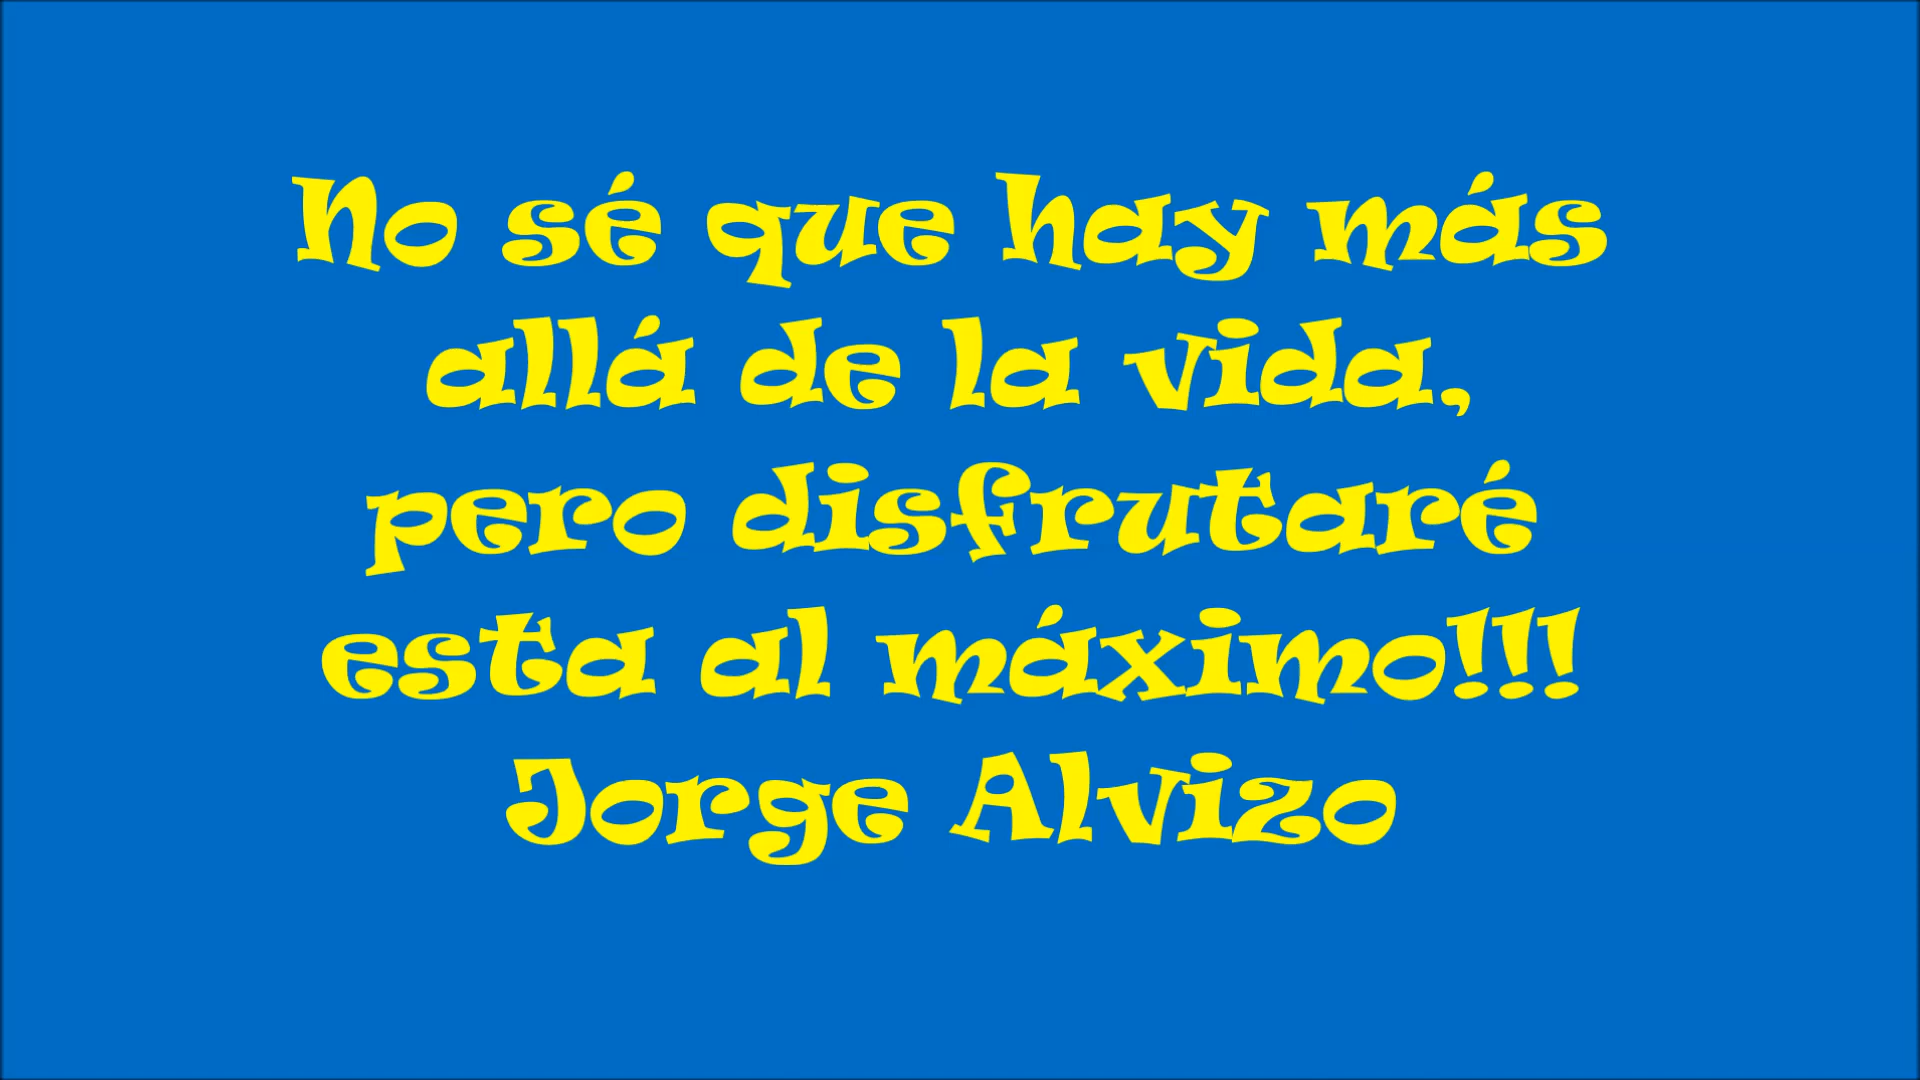 No sé que hay más
allá de la vida,
pero disfrutaré
esta al máximo!!!
Jorge Alvizo